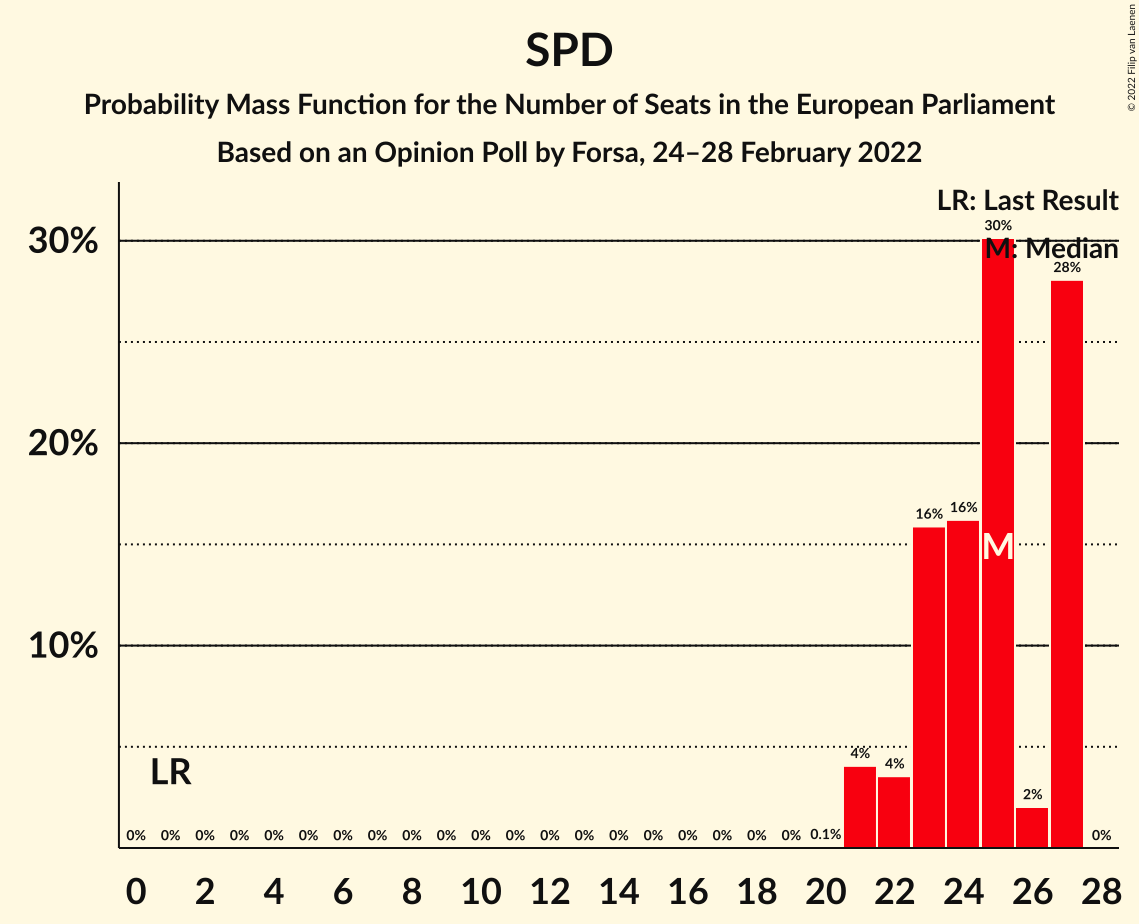 SPD
Probability Mass Function for the Number of Seats in the European Parliament
Based on an Opinion Poll by Forsa, 24–28 February 2022
© 2022 Filip van Laenen
LR: Last Result
M: Median
30%
20%
10%
30%
28%
16%
16%
M
4%
4%
2%
LR
0% 0% 0% 0% 0% 0% 0% 0% 0% 0% 0% 0% 0% 0% 0% 0% 0% 0% 0% 0% 0.1% 0%
0 2 4 6 8 10 12 14 16 18 20 22 24 26 28